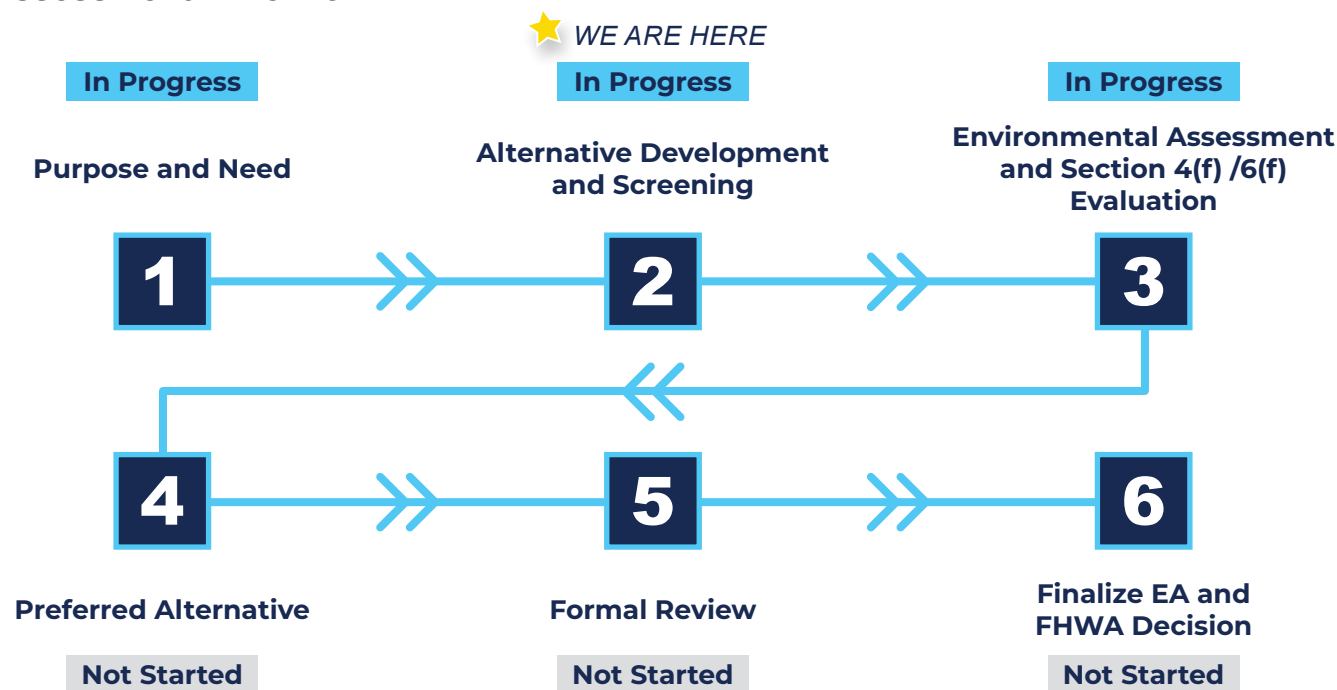 WE ARE HERE
In Progress
In Progress
In Progress
Purpose and Need
Alternative Development
and Screening
Environmental Assessment
and Section 4(f) /6(f)
Evaluation
1
2
3
4
5
6
Preferred Alternative
Formal Review
Finalize EA and
FHWA Decision
Not Started
Not Started
Not Started